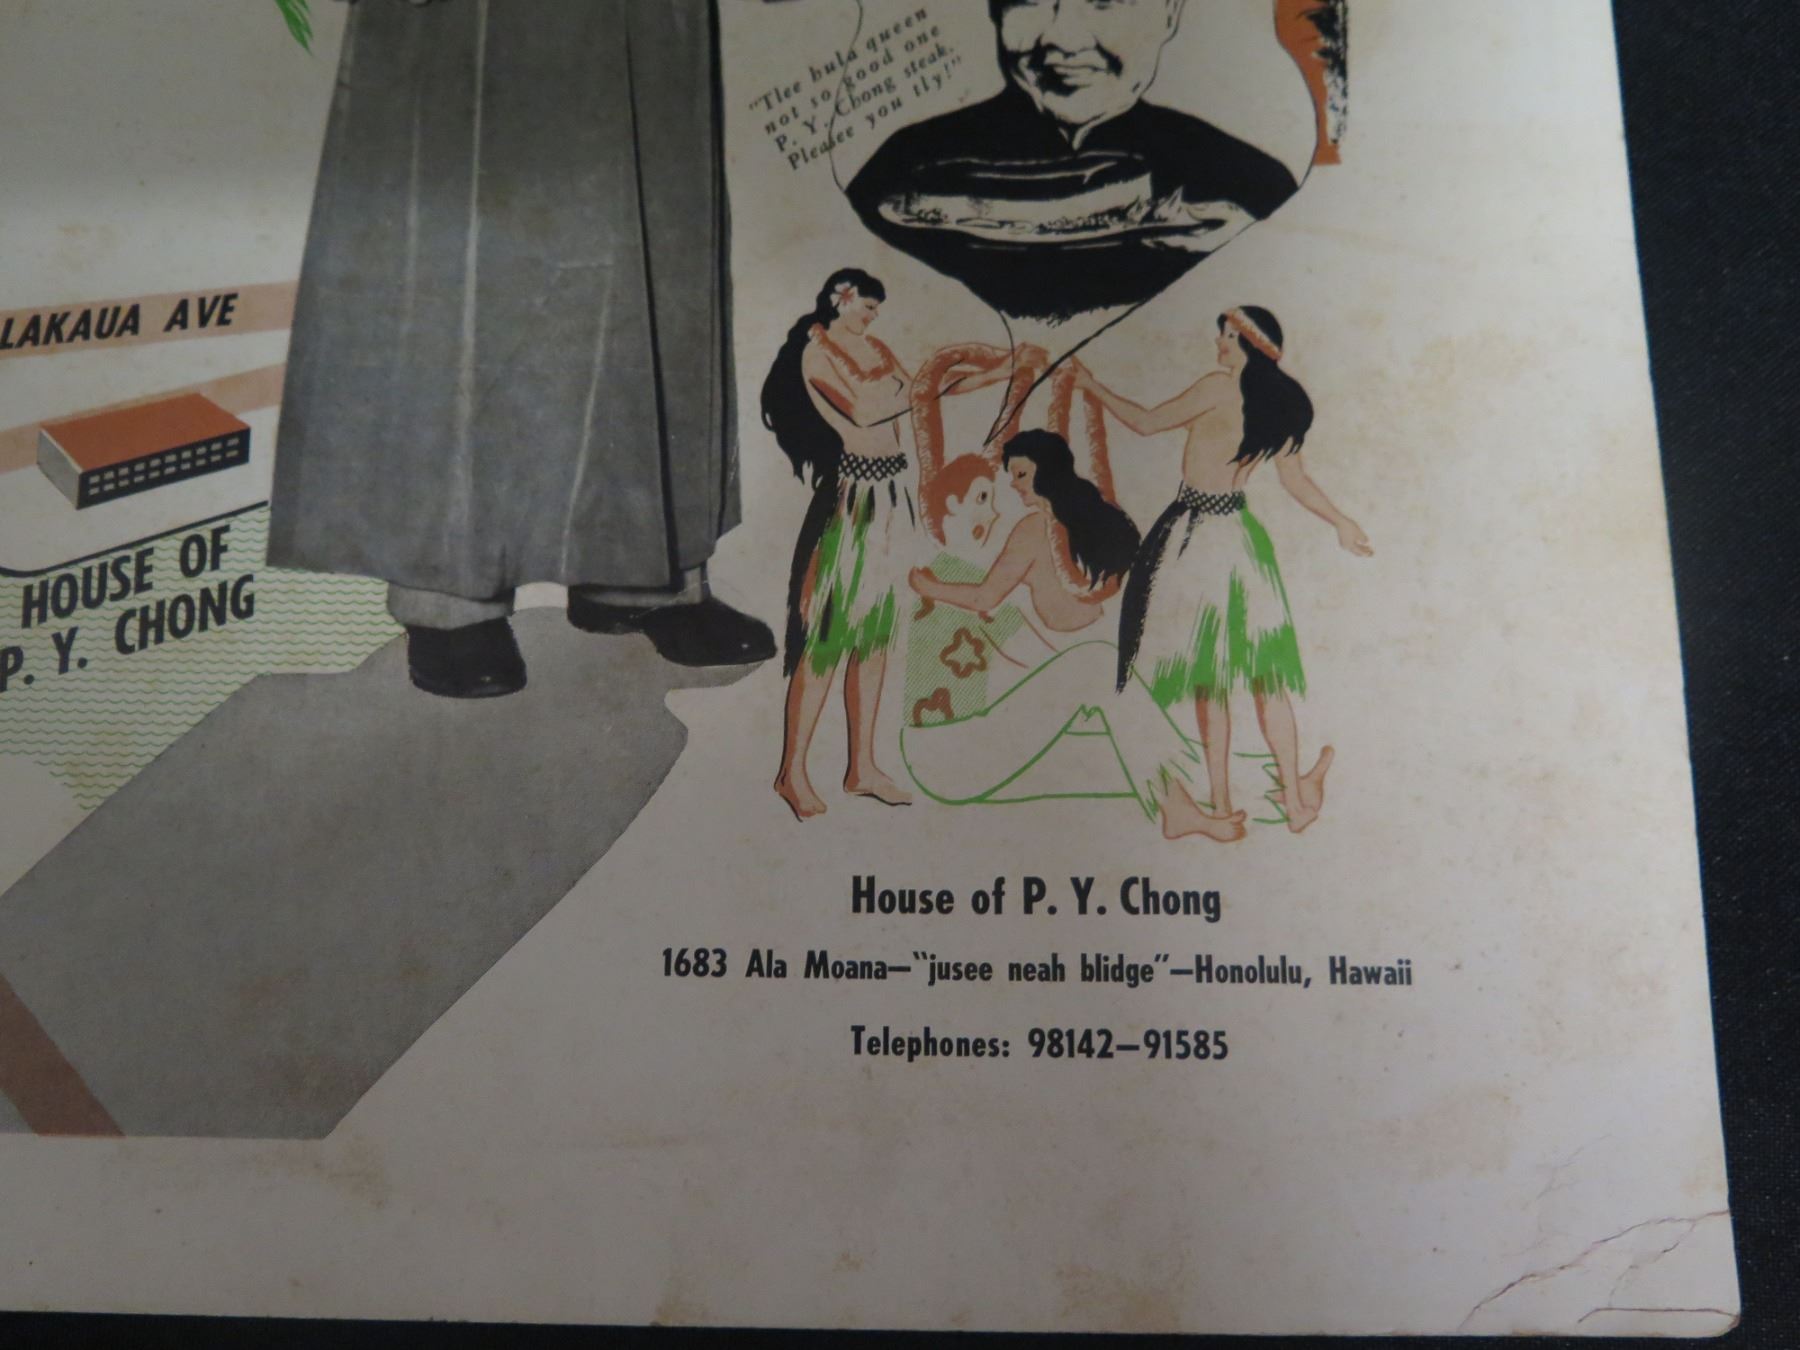 "Tlee hula queen
not so good one
P. Y. Chong steak.
Pleasee you tly!"
LAKAUA AVE
HOUSE OF
P. Y. CHONG
House of P. Y. Chong
1683 Ala Moana—"jusee neah blidge"—Honolulu, Hawaii
Telephones: 98142—91585